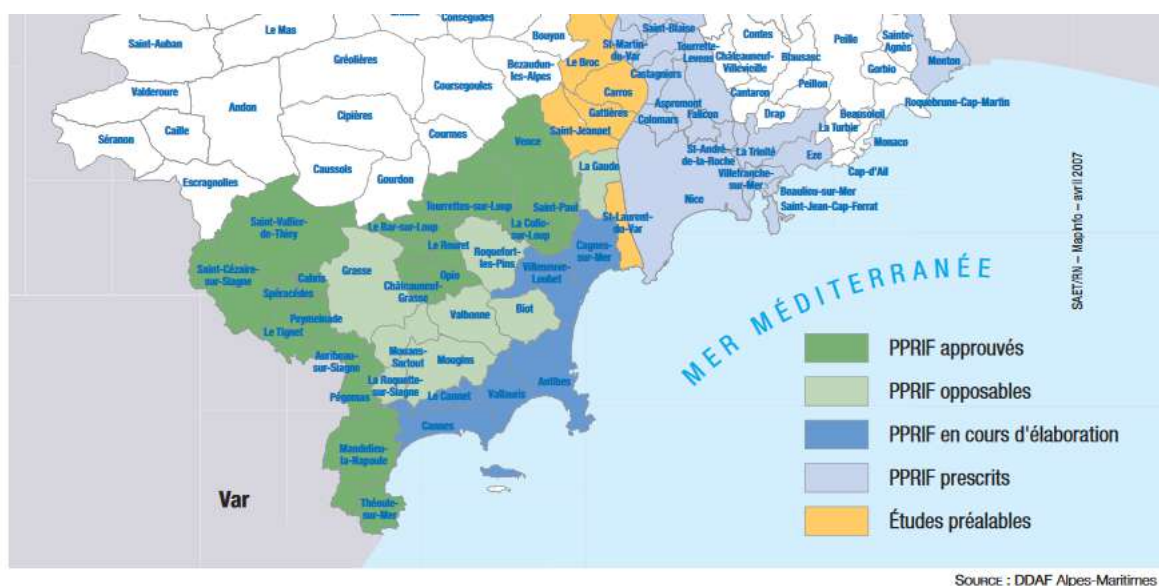 Conségudes
Saint-Auban
Le Mas
Bouyon
Saint-Blaise
St-Martin-
du-Var
Tourrette-
Levens
Contes
Châteauneuf-
Villevieille
Blausasc
Peille
Sainte-
Agnès
Menton
Gréolières
Bezaudun-
les-Alpes
Le Broc
Castagniers
Gorbio
Valderoure
Coursegoules
Carros
Cantaron
Peillon
Andon
Gattières
Aspremont
Roquebrune-Cap-Martin
Cipières
Colomars
Falicon
Drap
Beausoleil
Séranon
Caille
Courmes
Saint-Jeannet
La Turbie
Vence
St-André-
de-la-Roche
La Trinité
Eze
Monaco
Caussols
La Gaude
Cap-d'Ail
Escragnolles
Gourdon
Villefranche-
sur-Mer
Beaulieu-sur-Mer
Tourrettes-sur-Loup
Saint-Paul
Nice
Saint-Jean-Cap-Ferrat
Saint-Vallier-
de-Thiey
Le Bar-sur-Loup
La Colle-
sur-Loup
St-Laurent-
du-Var
Le Rouret
Roquefort-
les-Pins
Cagnes-
sur-Mer
Saint-Cézaire-
sur-Siagne
Cabris
Grasse
Opio
Villeneuve-
Loubet
Spéracèdes
Châteauneuf-
Grasse
Peymeinade
Valbonne
Biot
Le Tignet
Auribeau-
sur-Siagne
Mouans-
Sartoux
Mougins
La Roquette-
sur-Siagne
Antibes
Pégomas
Le Cannet
Vallauris
Cannes
Mandelieu-
la-Napoule
Var
Théoule-
sur-Mer
MER MÉDITERRANÉE
SAET/RN – MapInfo – avril 2007
PPRIF approuvés
PPRIF opposables
PPRIF en cours d'élaboration
PPRIF prescrits
Études préalables
SOURCE : DDAF Alpes-Maritimes